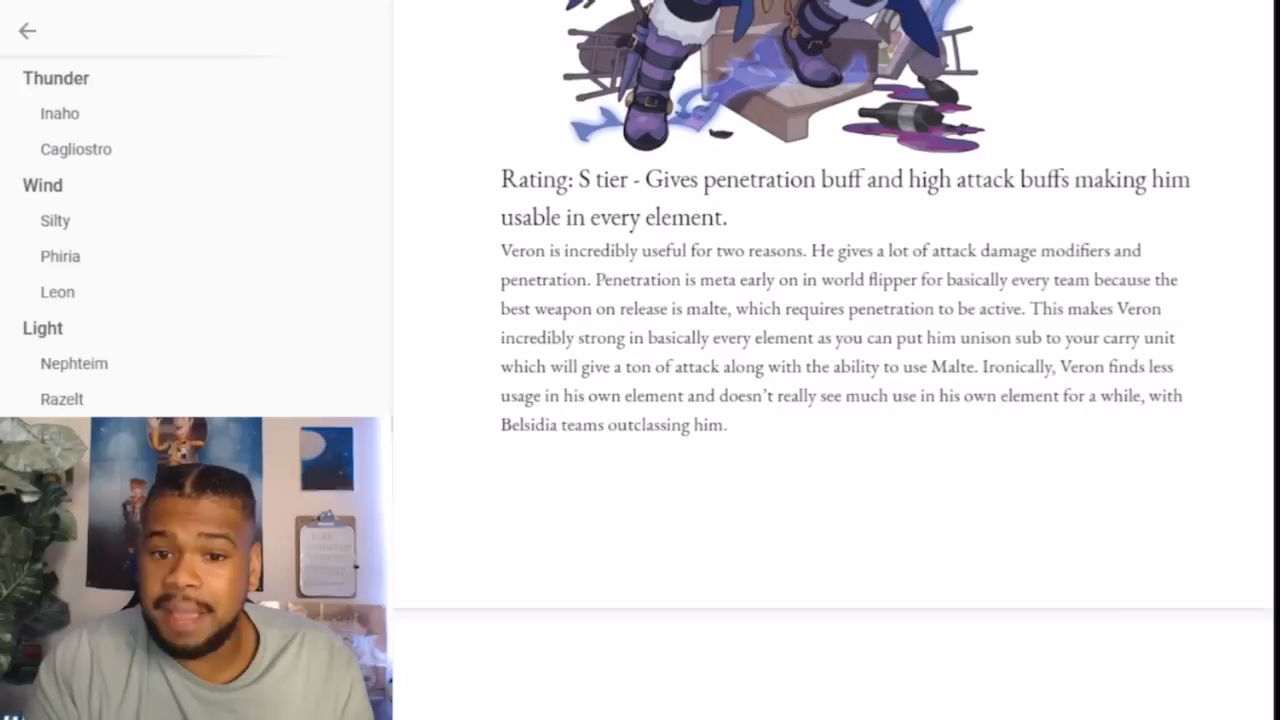 Thunder
Inaho
Cagliostro
Wind
Silty
Phiria
Leon
Light
Nephteim
Razelt
Rating: S tier - Gives penetration buff and high attack buffs making him
usable in every element.
Veron is incredibly useful for two reasons. He gives a lot of attack damage modifiers and
penetration. Penetration is meta early on in world flipper for basically every team because the
best weapon on release is malte, which requires penetration to be active. This makes Veron
incredibly strong in basically every element as you can put him unison sub to your carry unit
which will give a ton of attack along with the ability to use Malte. Ironically, Veron finds less
usage in his own element and doesn’t really see much use in his own element for a while, with
Belsidia teams outclassing him.